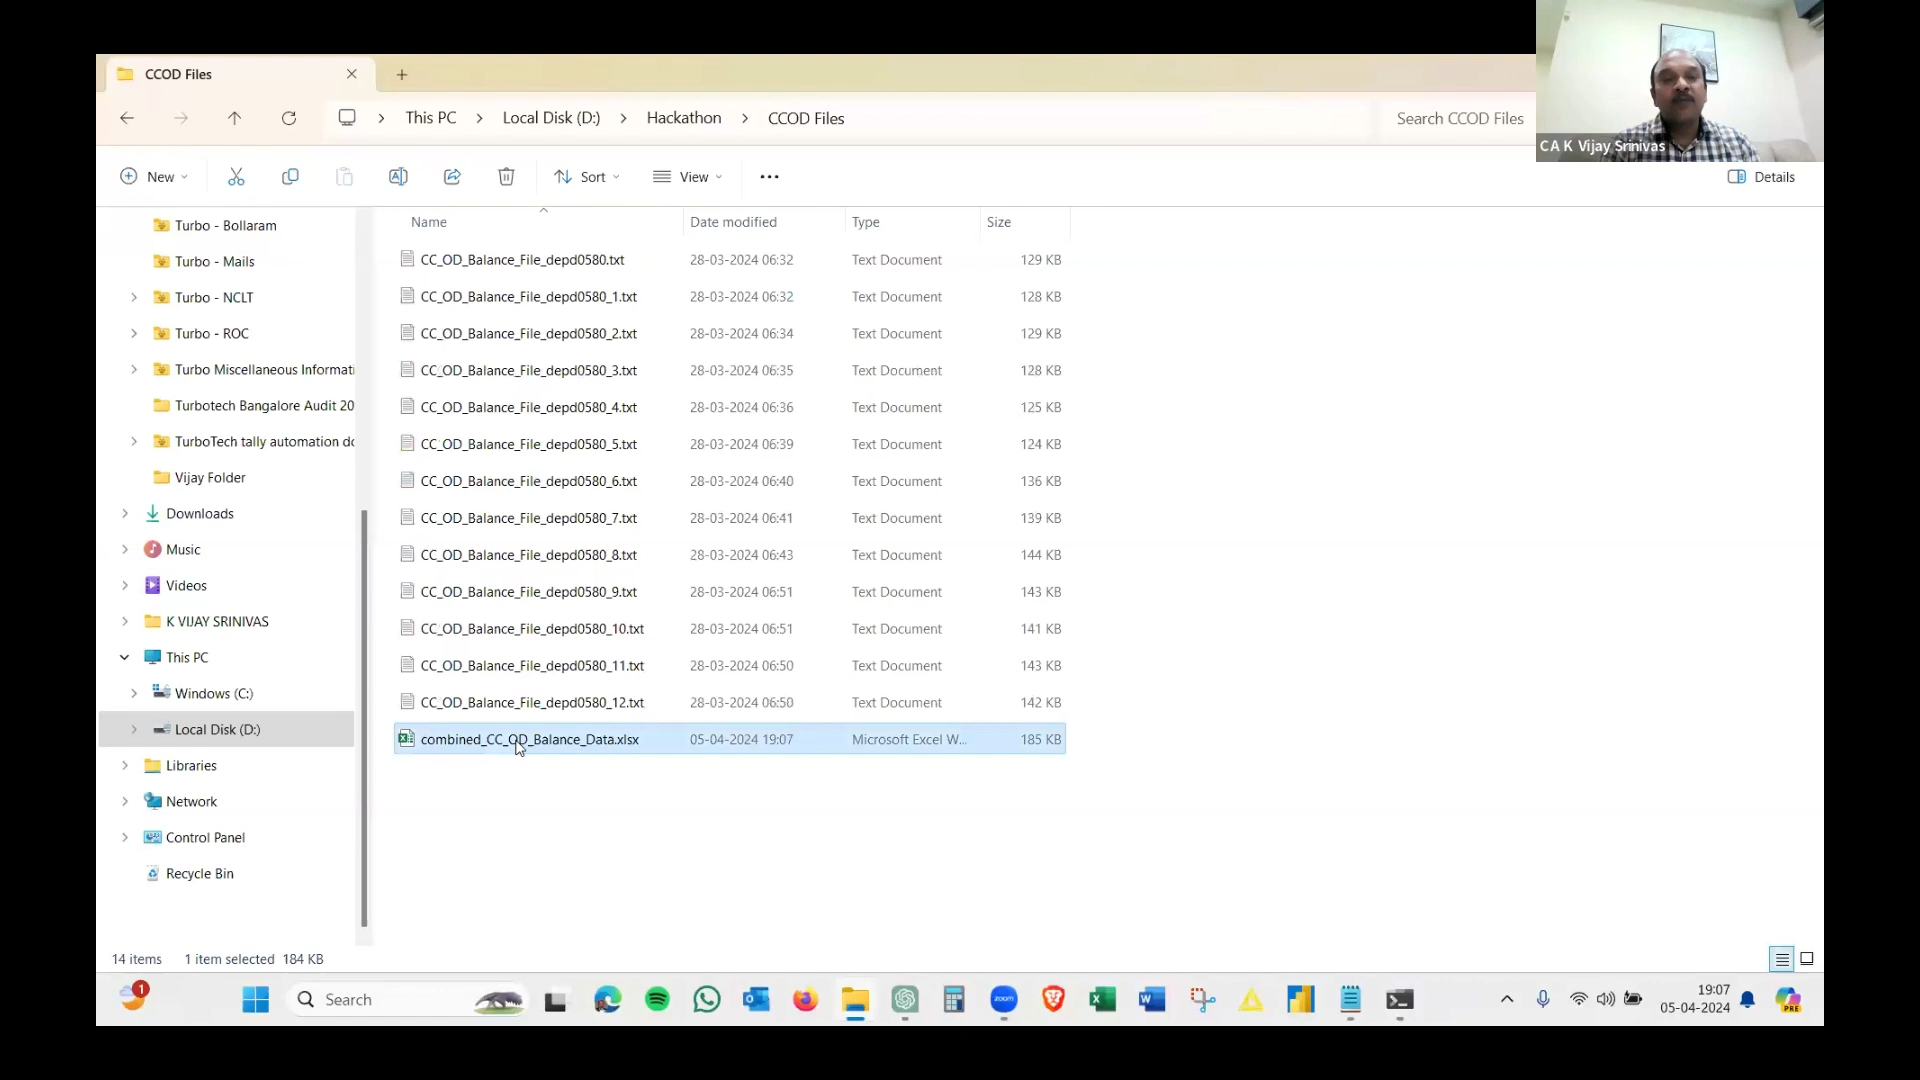 CCOD Files
This PC
Local Disk (D:)
Hackathon
CCOD Files
Search CCOD Files
C A K Vijay Srinivas
New
Sort
View
Details
Turbo - Bollaram
Turbo - Mails
Turbo - NCLT
Turbo - ROC
Turbo Miscellaneous Informati
Turbotech Bangalore Audit 20
TurboTech tally automation dc
Vijay Folder
Downloads
Music
Videos
K VIJAY SRINIVAS
This PC
Windows (C:)
Local Disk (D:)
Libraries
Network
Control Panel
Recycle Bin
Name Date modified Type Size
CC_OD_Balance_File_depd0580.txt 28-03-2024 06:32 Text Document 129 KB
CC_OD_Balance_File_depd0580_1.txt 28-03-2024 06:32 Text Document 128 KB
CC_OD_Balance_File_depd0580_2.txt 28-03-2024 06:34 Text Document 129 KB
CC_OD_Balance_File_depd0580_3.txt 28-03-2024 06:35 Text Document 128 KB
CC_OD_Balance_File_depd0580_4.txt 28-03-2024 06:36 Text Document 125 KB
CC_OD_Balance_File_depd0580_5.txt 28-03-2024 06:39 Text Document 124 KB
CC_OD_Balance_File_depd0580_6.txt 28-03-2024 06:40 Text Document 136 KB
CC_OD_Balance_File_depd0580_7.txt 28-03-2024 06:41 Text Document 139 KB
CC_OD_Balance_File_depd0580_8.txt 28-03-2024 06:43 Text Document 144 KB
CC_OD_Balance_File_depd0580_9.txt 28-03-2024 06:51 Text Document 143 KB
CC_OD_Balance_File_depd0580_10.txt 28-03-2024 06:51 Text Document 141 KB
CC_OD_Balance_File_depd0580_11.txt 28-03-2024 06:50 Text Document 143 KB
CC_OD_Balance_File_depd0580_12.txt 28-03-2024 06:50 Text Document 142 KB
combined_CC_OD_Balance_Data.xlsx 05-04-2024 19:07 Microsoft Excel W... 185 KB
14 items 1 item selected 184 KB
1
Search
zoom
19:07
05-04-2024
PRE